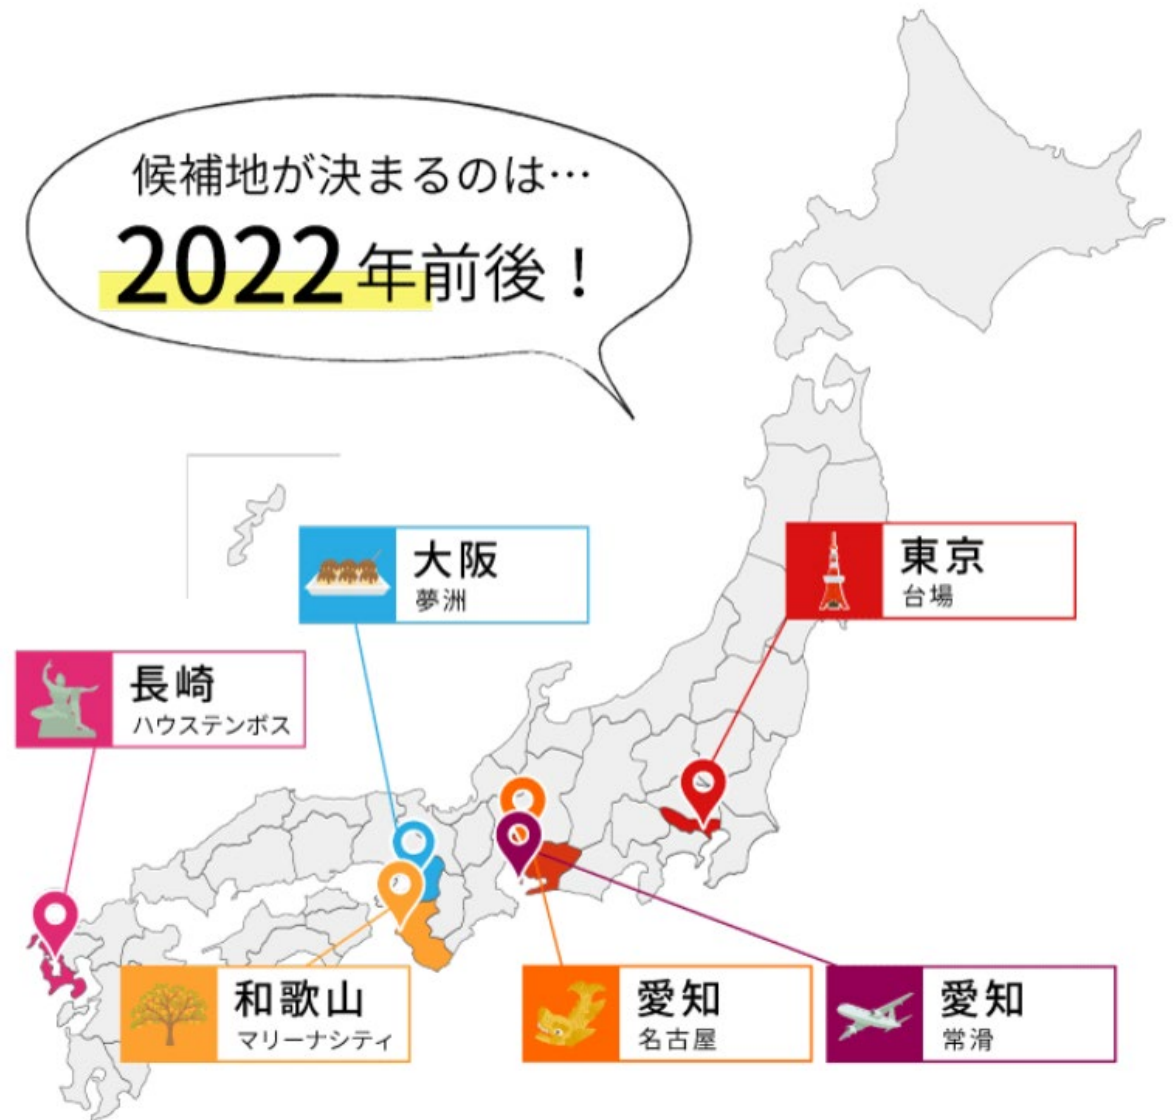 候補地が決まるのは…
2022年前後！
大阪
夢洲
東京
台場
長崎
ハウステンボス
和歌山
マリーナシティ
愛知
名古屋
愛知
常滑